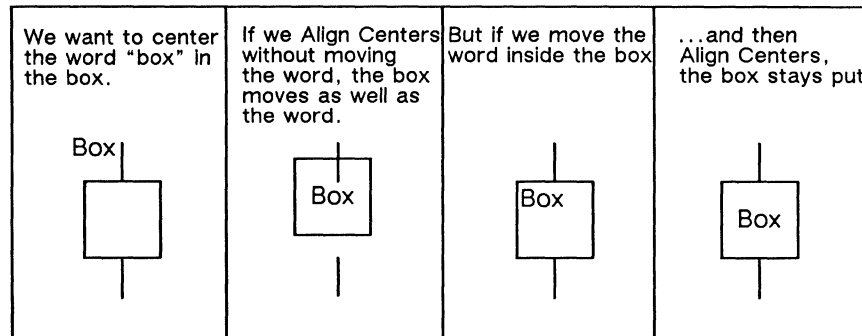 We want to center
the word “box” in
the box.
Box
If we Align Centers
without moving
the word, the box
moves as well as
the word.
Box
But if we move the
word inside the box
Box
...and then
Align Centers,
the box stays put
Box